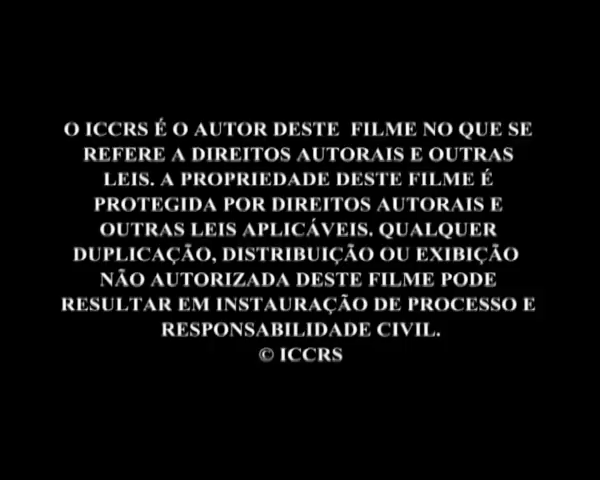 O ICCRS É O AUTOR DESTE FILME NO QUE SE
REFERE A DIREITOS AUTORAIS E OUTRAS
LEIS. A PROPRIEDADE DESTE FILME É
PROTEGIDA POR DIREITOS AUTORAIS E
OUTRAS LEIS APLICÁVEIS. QUALQUER
DUPLICAÇÃO, DISTRIBUIÇÃO OU EXIBIÇÃO
NÃO AUTORIZADA DESTE FILME PODE
RESULTAR EM INSTAURAÇÃO DE PROCESSO E
RESPONSABILIDADE CIVIL.
© ICCRS